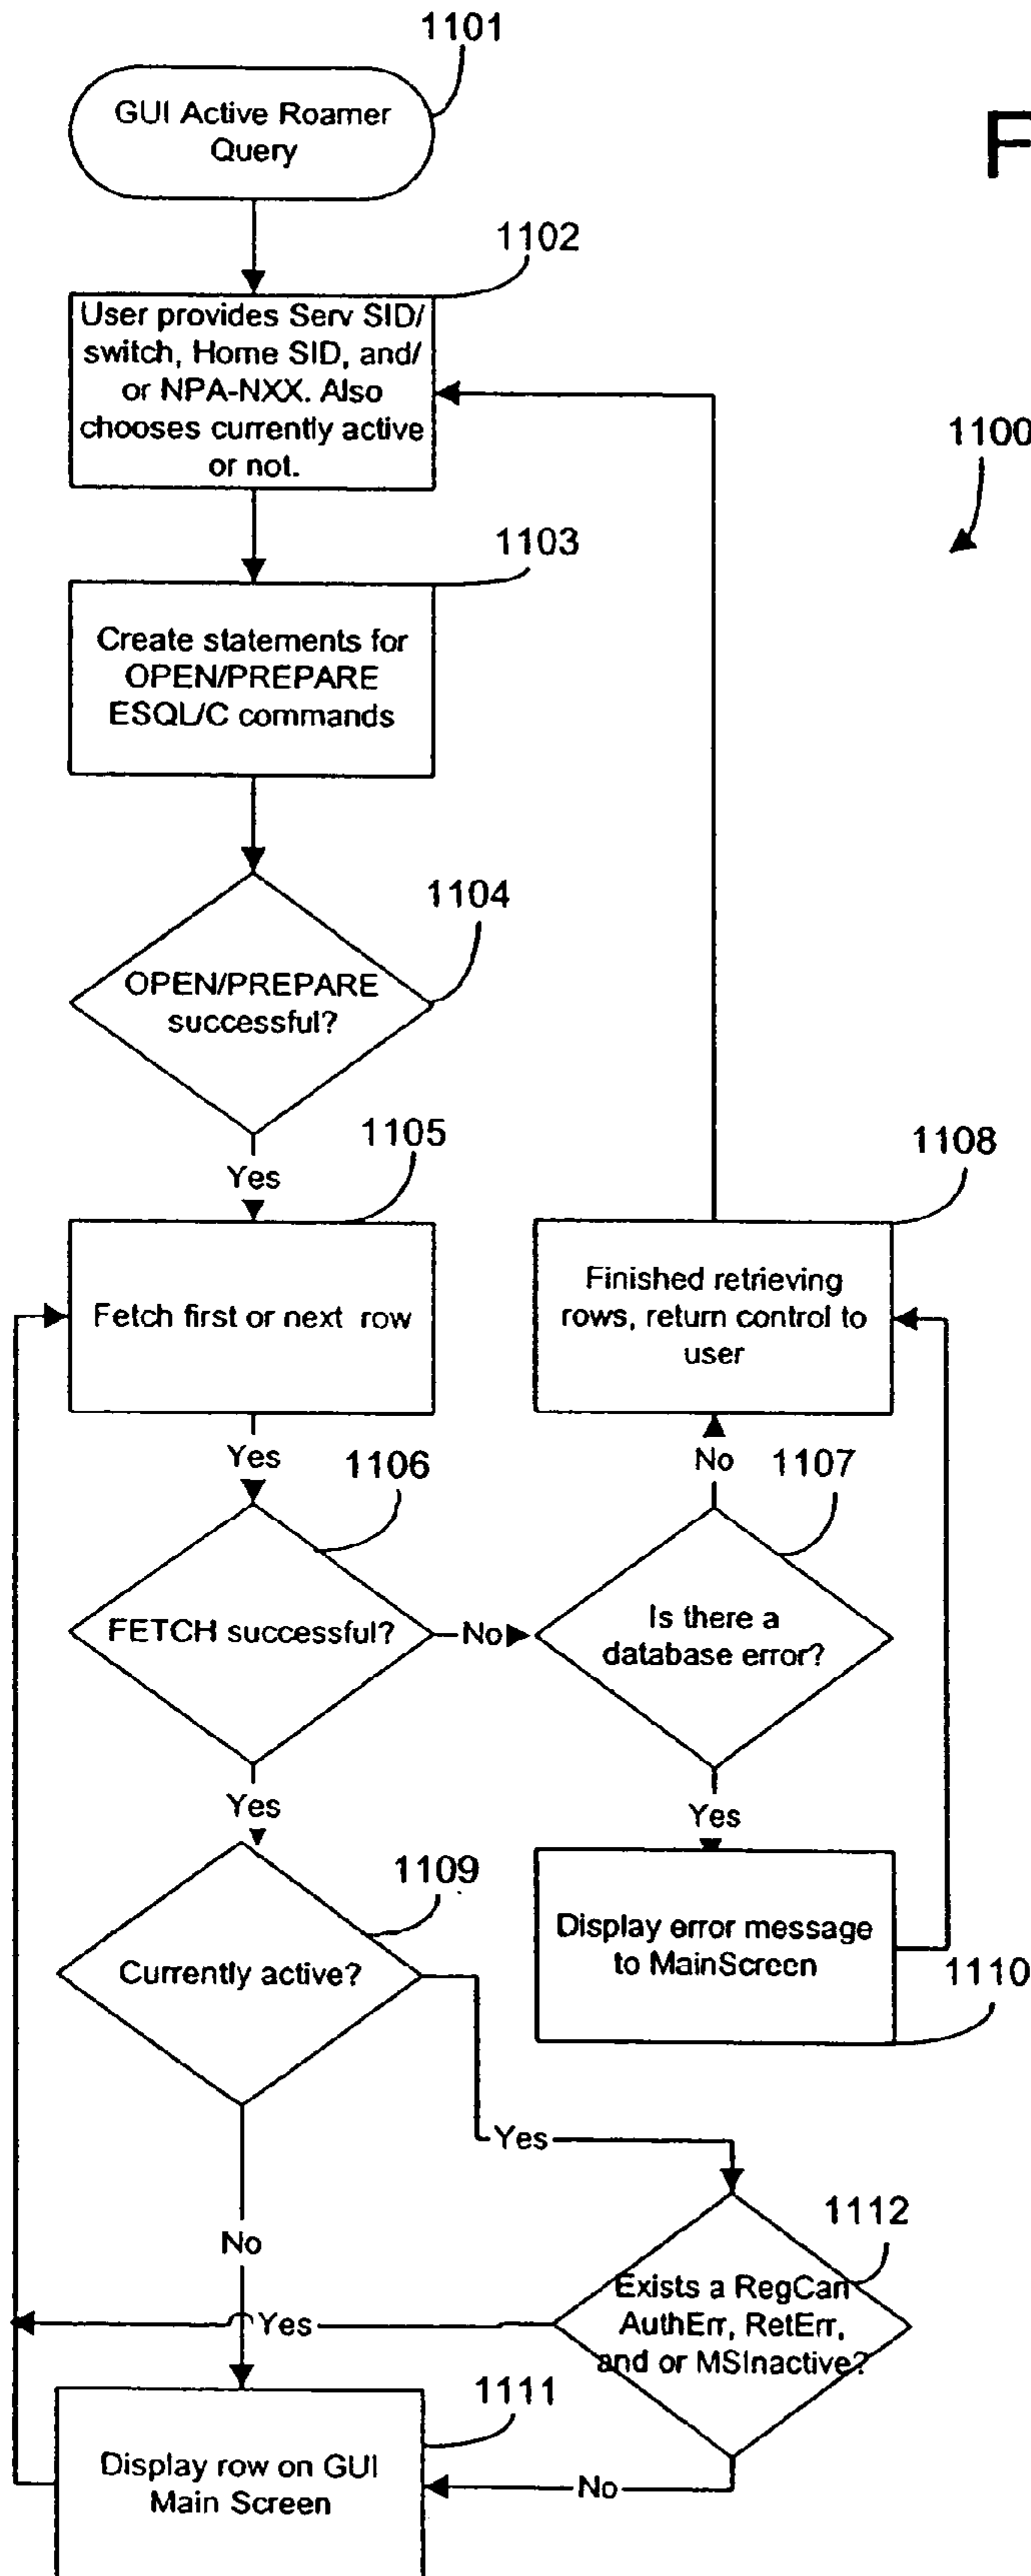 1101
GUI Active Roamer
Query
F
1102
User provides Serv SID/
switch, Home SID, and/
or NPA-NXX. Also
chooses currently active
or not.
1100
1103
Create statements for
OPEN/PREPARE
ESQL/C commands
1104
OPEN/PREPARE
successful?
Yes
1105
Fetch first or next row
1108
Finished retrieving
rows, return control to
user
Yes
1106
No
1107
FETCH successful?
No
Is there a
database error?
Yes
Yes
1109
Currently active?
Display error message
to MainScreen
1110
Yes
No
1112
Exists a RegCan
AuthErr, RetErr,
and or MSInactive?
Yes
1111
Display row on GUI
Main Screen
No